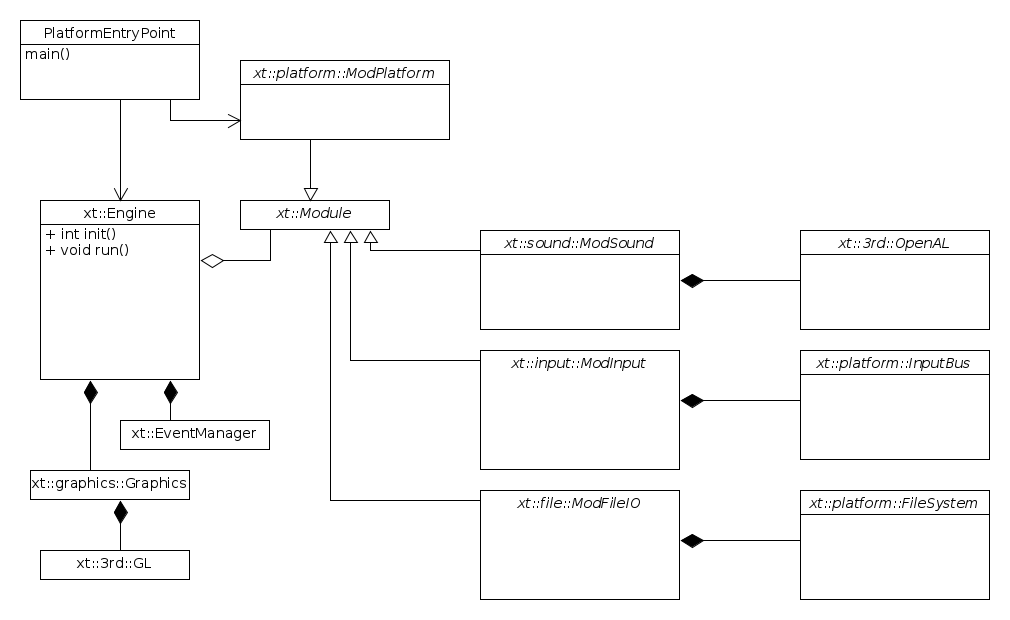 PlatformEntryPoint
main()
xt::platform::ModPlatform
xt::Engine
+ int init()
+ void run()
xt::Module
xt::sound::ModSound
xt::3rd::OpenAL
xt::input::ModInput
xt::platform::InputBus
xt::EventManager
xt::graphics::Graphics
xt::file::ModFileIO
xt::platform::FileSystem
xt::3rd::GL